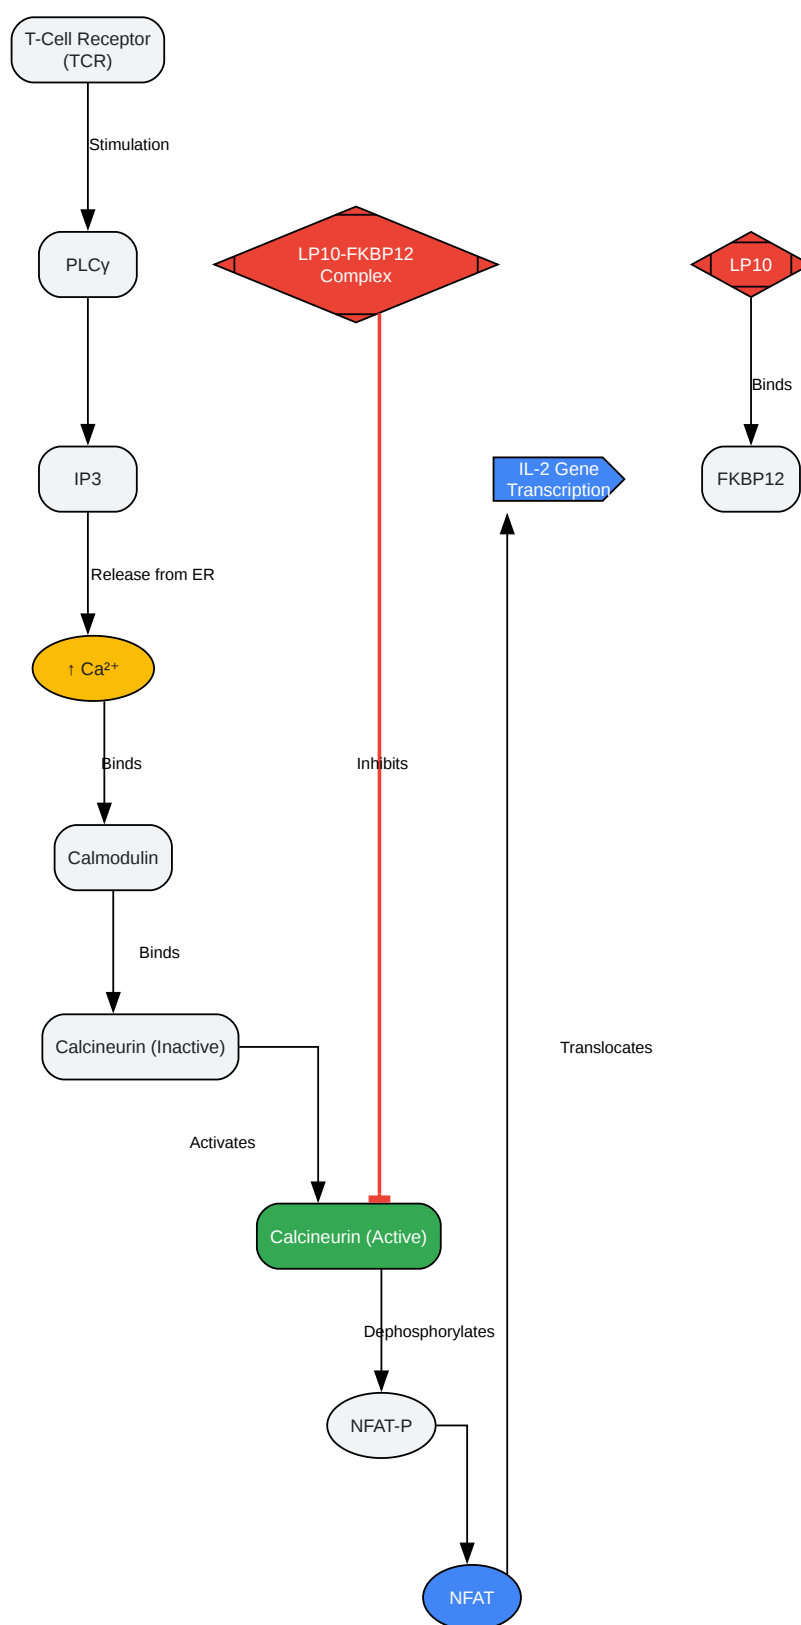 T-Cell Receptor
(TCR)
Stimulation
PLCγ
LP10-FKBP12
Complex
LP10
Binds
IP3
IL-2 Gene
Transcription
FKBP12
Release from ER
↑ Ca²⁺
Binds
Inhibits
Calmodulin
Binds
Calcineurin (Inactive)
Translocates
Activates
Calcineurin (Active)
Dephosphorylates
NFAT-P
NFAT